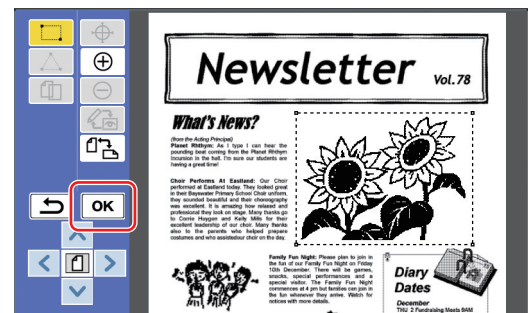 OK
Newsletter Vol.78
What's News?
(from the Acting Principal)
Planet Rhthym: As I type I can hear the
pounding beat coming from the Planet Rhthym
Incursion in the hall. I'm sure our students are
having a great time!
Choir Performs At Eastland: Our Choir
performed at Eastland today. They looked great
in their Bayswater Primary School Choir uniform,
they sounded beautiful and their choreography
was excellent. It is amazing how relaxed and
professional they look on stage. Many thanks go
to Corrie Huygen and Kelly Mills for their
excellent leadership of our choir. Many thanks
also to the parents who helped prepare
costumes and who assistedour choir on the day.
Family Fun Night: Please plan to join in
the fun of our Family Fun Night on Friday
10th December. There will be games,
snacks, special performances and a
special visitor. The Family Fun Night
commences at 4 pm but families can join in
the fun whenever they arrive. Watch for
notices with more details.
Diary
Dates
December
THU 2 Fundraising Meets 8AM